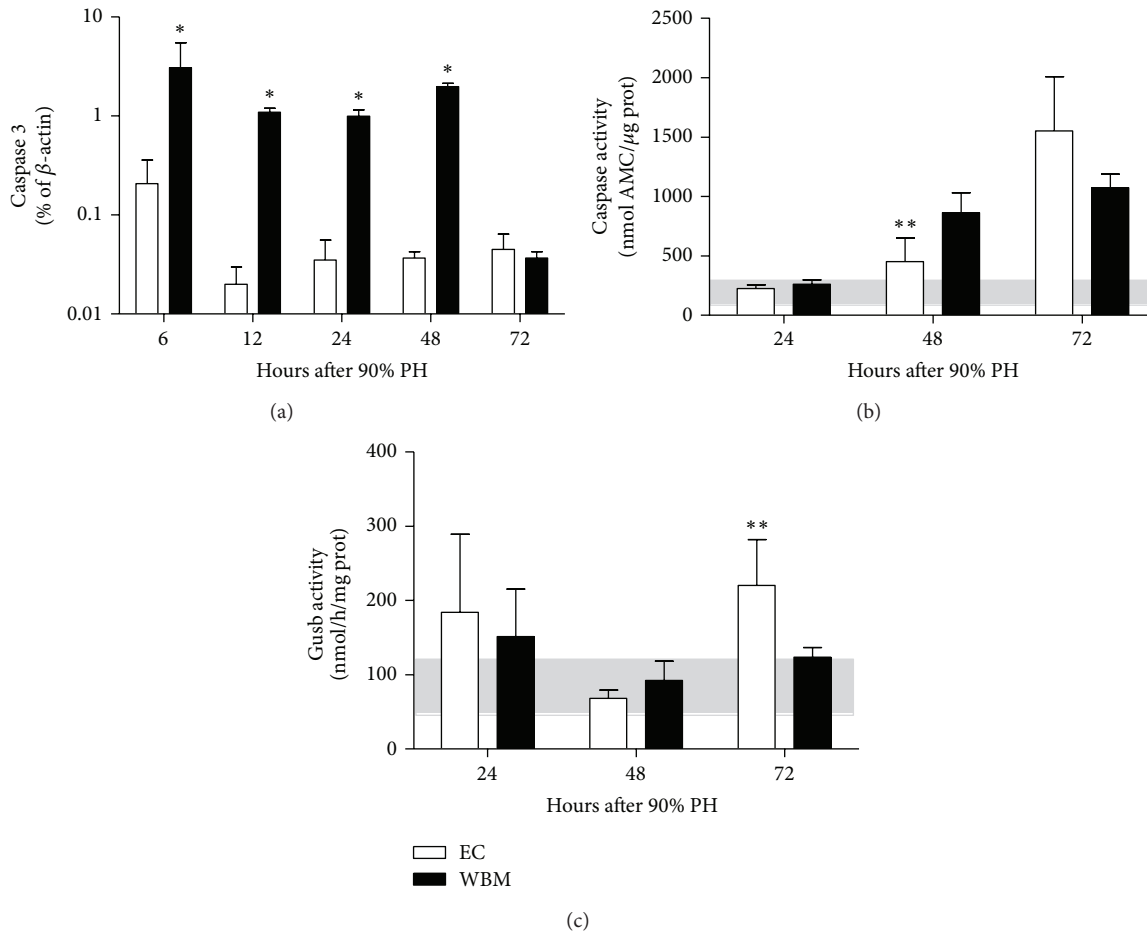 10
1
0.1
0.01
Caspase 3
(% of β-actin)
*
*
*
*
6
12
24
48
72
Hours after 90% PH
(a)
2500
2000
1500
1000
500
0
Caspase activity
(nmol AMC/μg prot)
**
24
48
72
Hours after 90% PH
(b)
400
300
200
100
0
Gusb activity
(nmol/h/mg prot)
**
24
48
72
Hours after 90% PH
EC
WBM
(c)